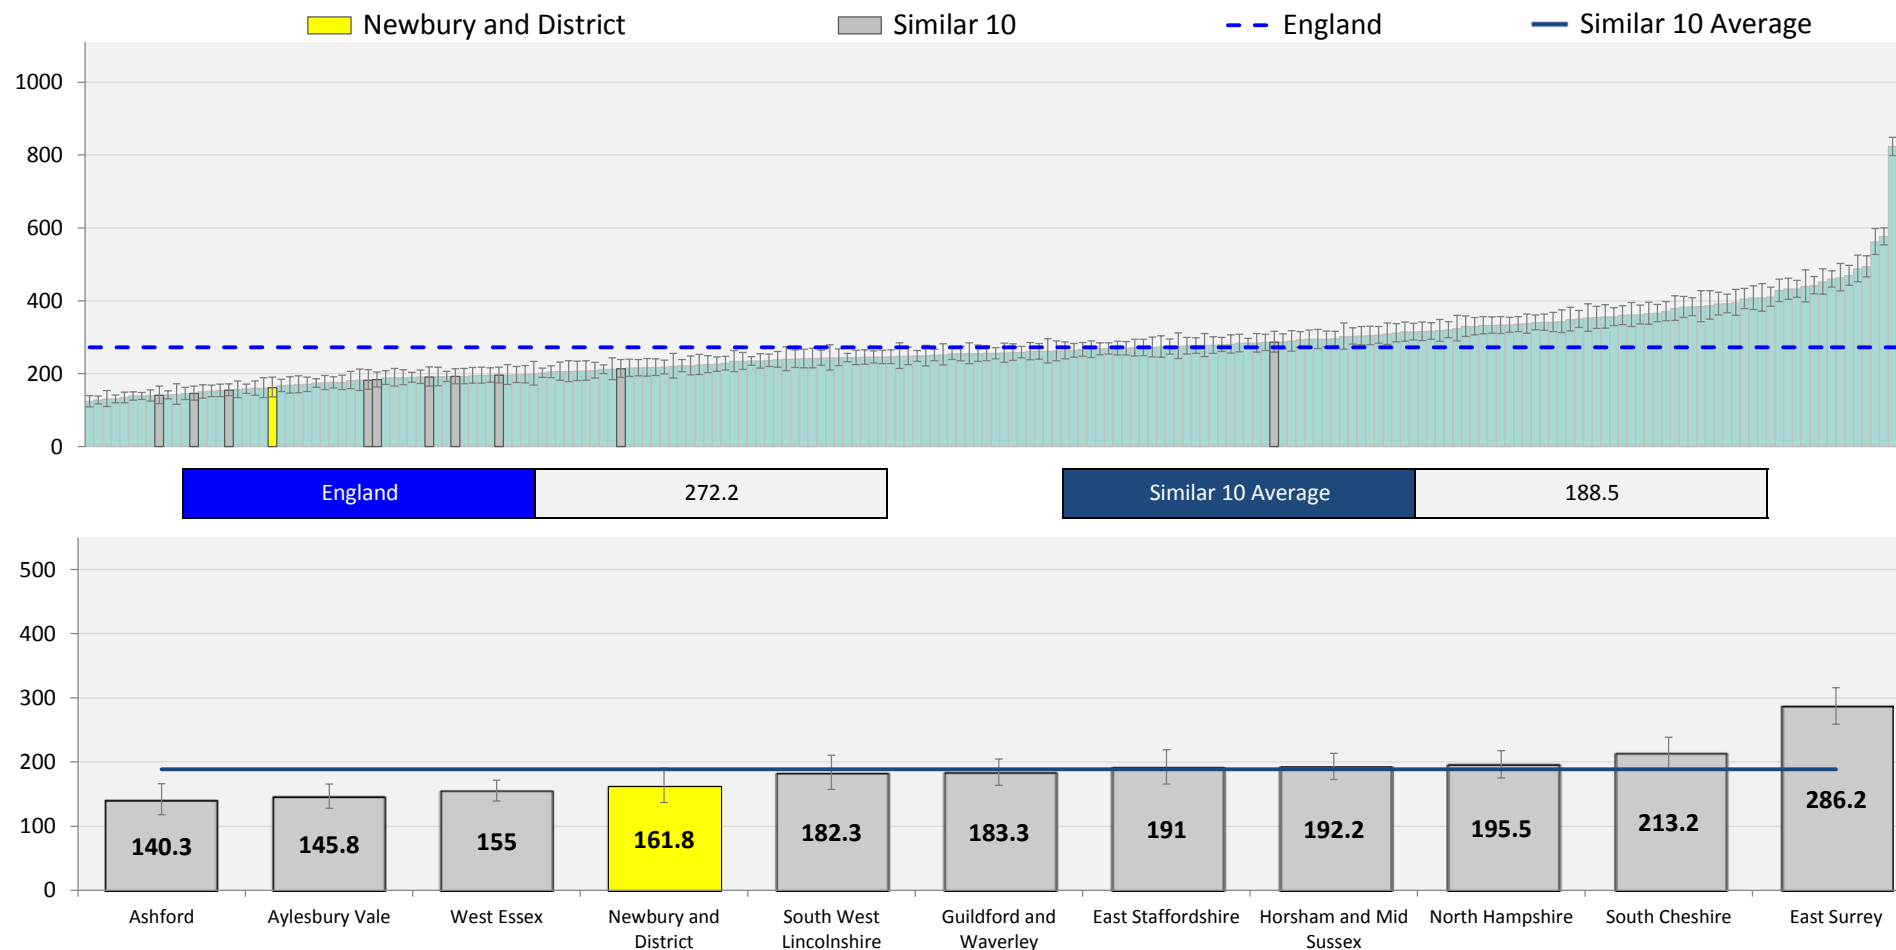 Newbury and District
Similar 10
England
Similar 10 Average
1000
800
600
400
200
0
England
272.2
Similar 10 Average
188.5
500
400
300
200
100
0
140.3
145.8
155
161.8
182.3
183.3
191
192.2
195.5
213.2
286.2
Ashford
Aylesbury Vale
West Essex
Newbury and
District
South West
Lincolnshire
Guildford and
Waverley
East Staffordshire
Horsham and Mid
Sussex
North Hampshire
South Cheshire
East Surrey